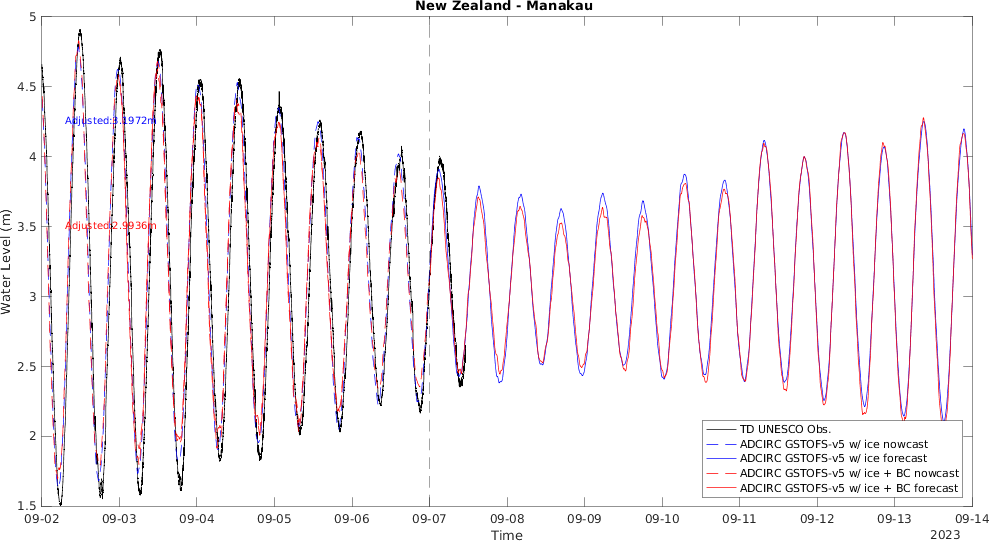 New Zealand - Manakau
Water Level (m)
5
4.5
4
3.5
3
2.5
2
1.5
Adjusted:3.1972m
Adjusted:2.9936m
TD UNESCO Obs.
ADCIRC GSTOFS-v5 w/ ice nowcast
ADCIRC GSTOFS-v5 w/ ice forecast
ADCIRC GSTOFS-v5 w/ ice + BC nowcast
ADCIRC GSTOFS-v5 w/ ice + BC forecast
09-02 09-03 09-04 09-05 09-06 09-07 09-08 09-09 09-10 09-11 09-12 09-13 09-14
Time
2023